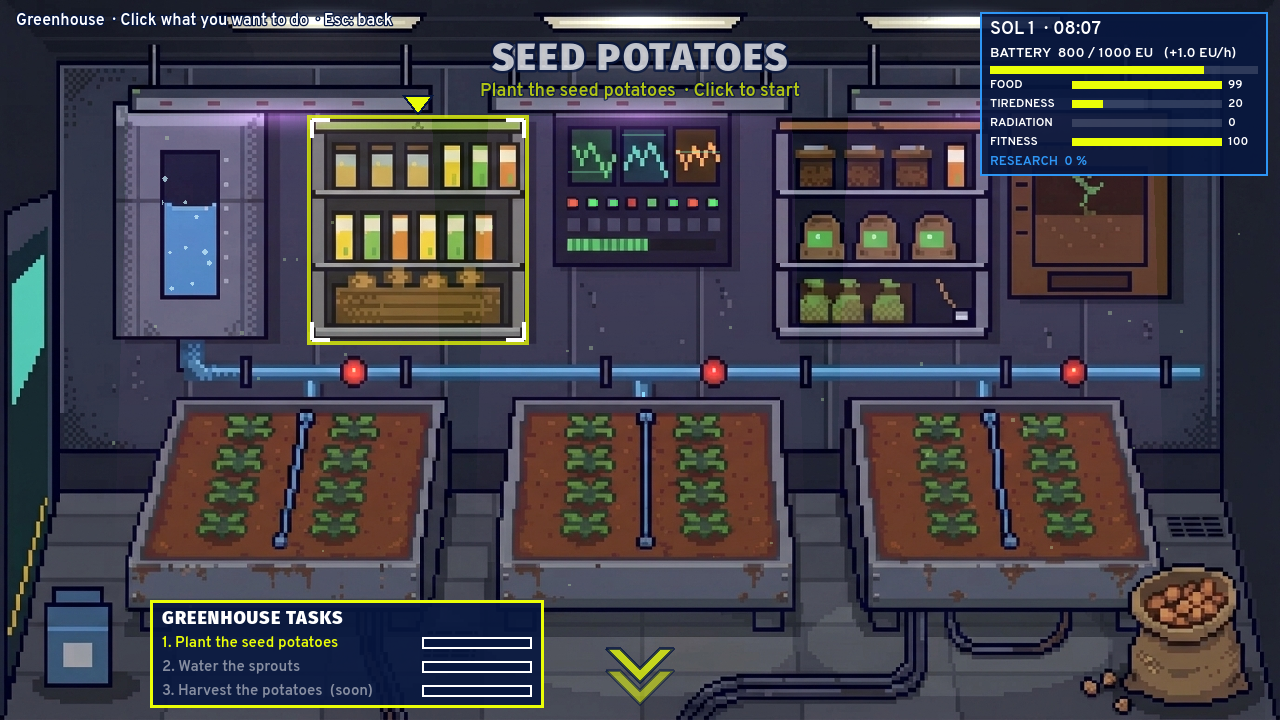 Greenhouse · Click what you want to do · Esc: back
SEED POTATOES
Plant the seed potatoes · Click to start
SOL 1 · 08:07
BATTERY 800 / 1000 EU (+1.0 EU/h)
FOOD 99
TIREDNESS 20
RADIATION 0
FITNESS 100
RESEARCH 0 %
GREENHOUSE TASKS
1. Plant the seed potatoes
2. Water the sprouts
3. Harvest the potatoes (soon)